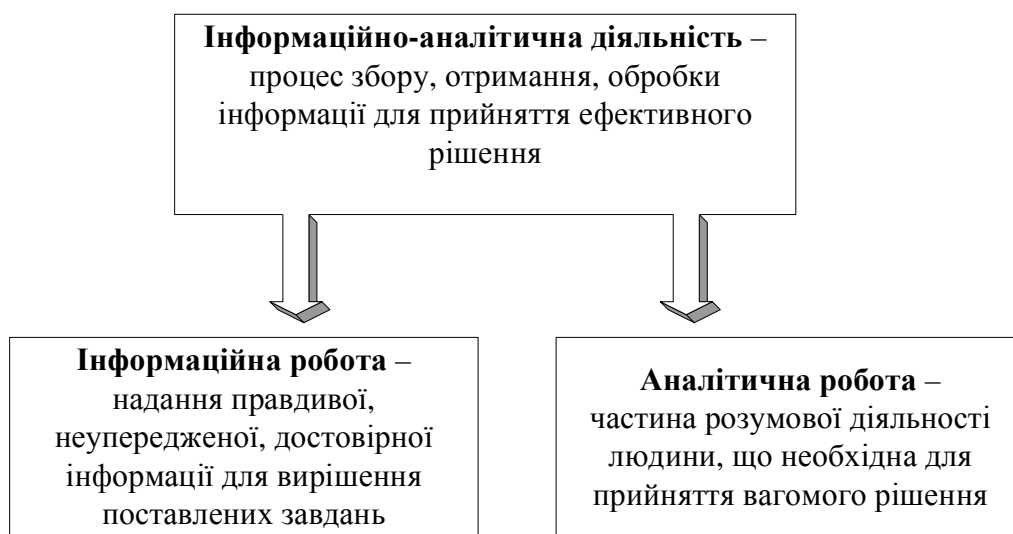 Інформаційно-аналітична діяльність –
процес збору, отримання, обробки
інформації для прийняття ефективного
рішення
Інформаційна робота –
надання правдивої,
неупередженої, достовірної
інформації для вирішення
поставлених завдань
Аналітична робота –
частина розумової діяльності
людини, що необхідна для
прийняття вагомого рішення